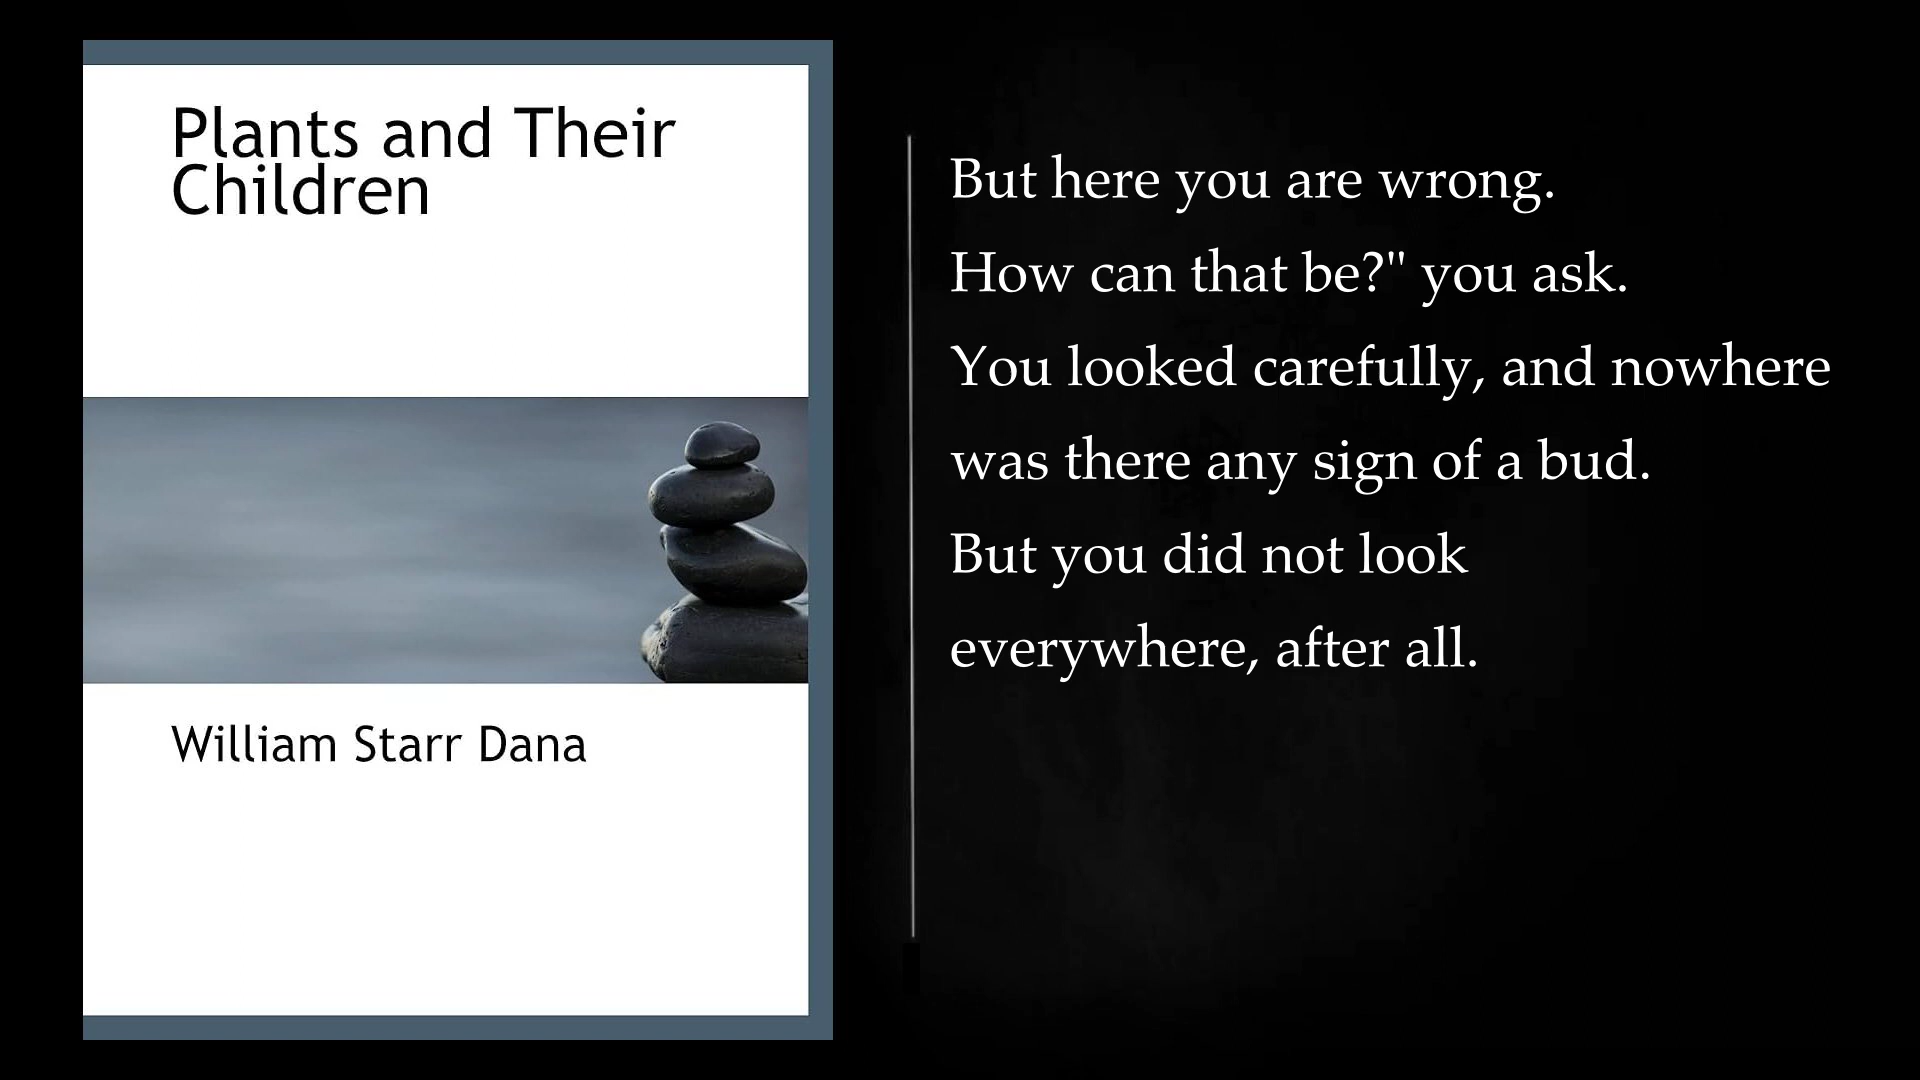 Plants and Their
Children
William Starr Dana
But here you are wrong.
How can that be?" you ask.
You looked carefully, and nowhere
was there any sign of a bud.
But you did not look
everywhere, after all.